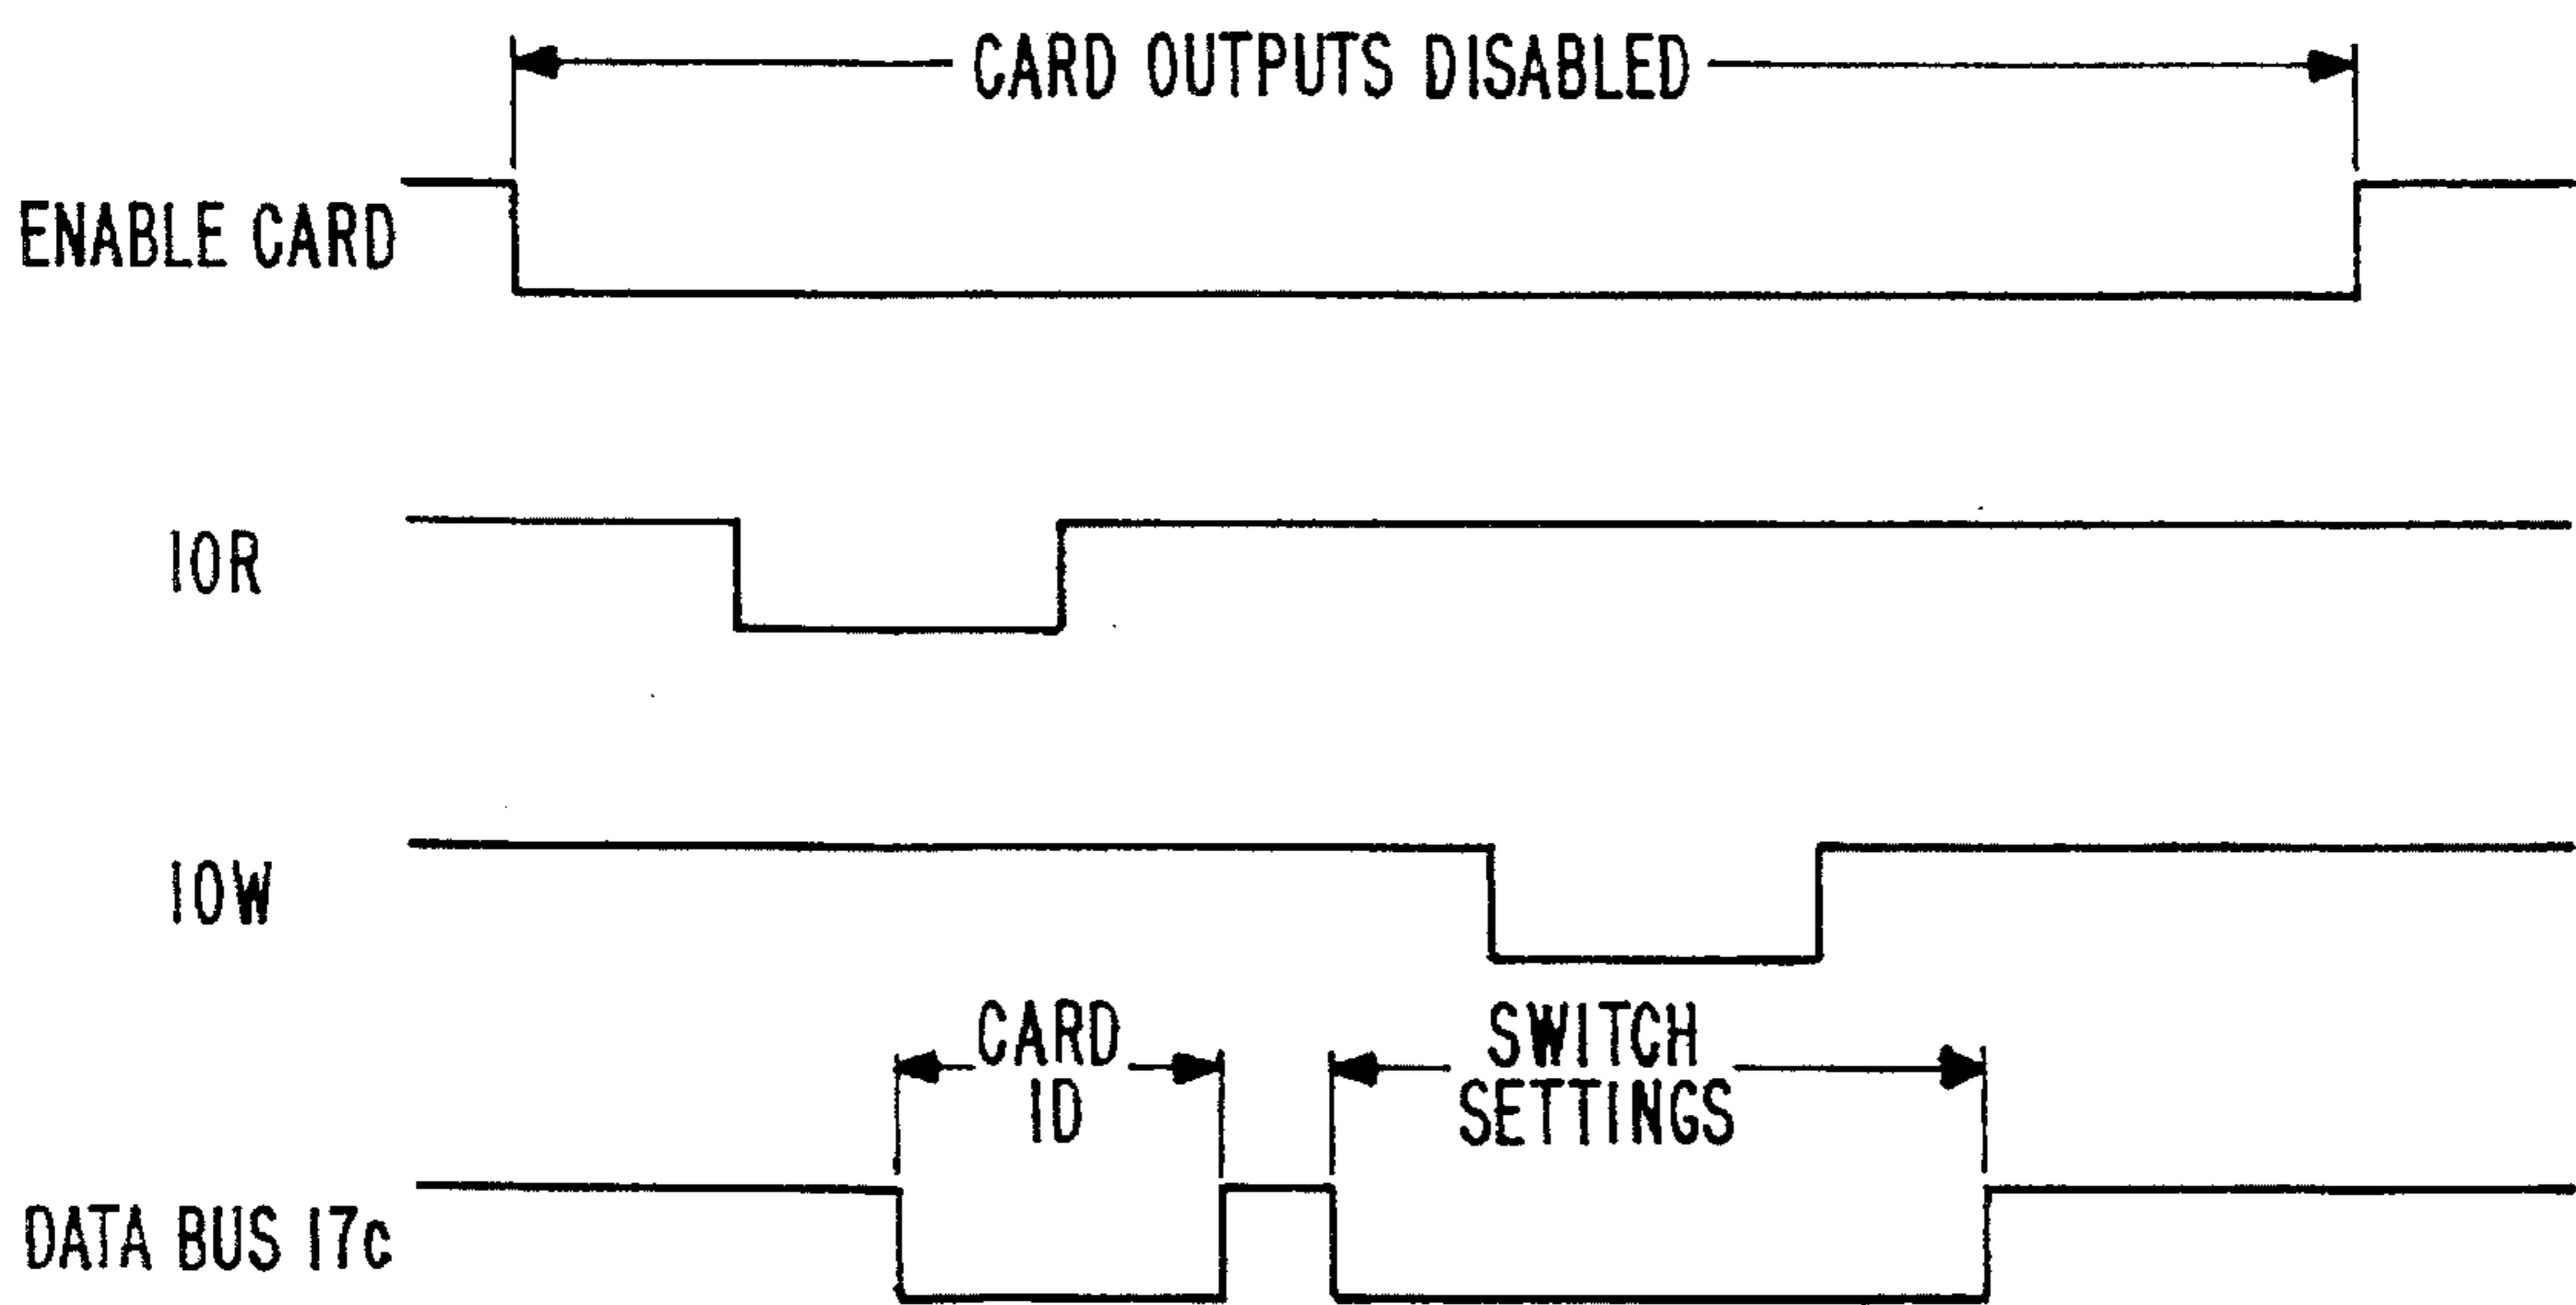 CARD OUTPUTS DISABLED
ENABLE CARD
IOR
IOW
CARD
ID
SWITCH
SETTINGS
DATA BUS 17c